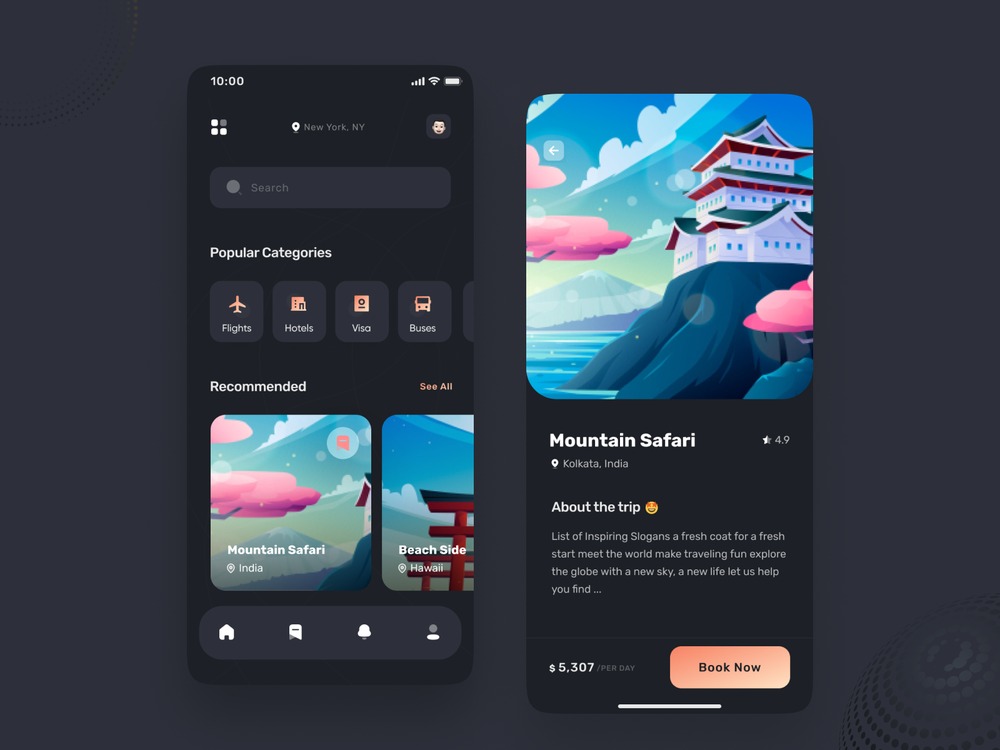 10:00
New York, NY
Search
Popular Categories
Flights
Hotels
Visa
Buses
Recommended
See All
Mountain Safari
India
Beach Side
Hawaii
Mountain Safari
4.9
Kolkata, India
About the trip 🤩
List of Inspiring Slogans a fresh coat for a fresh
start meet the world make traveling fun explore
the globe with a new sky, a new life let us help
you find ...
$ 5,307 /PER DAY
Book Now